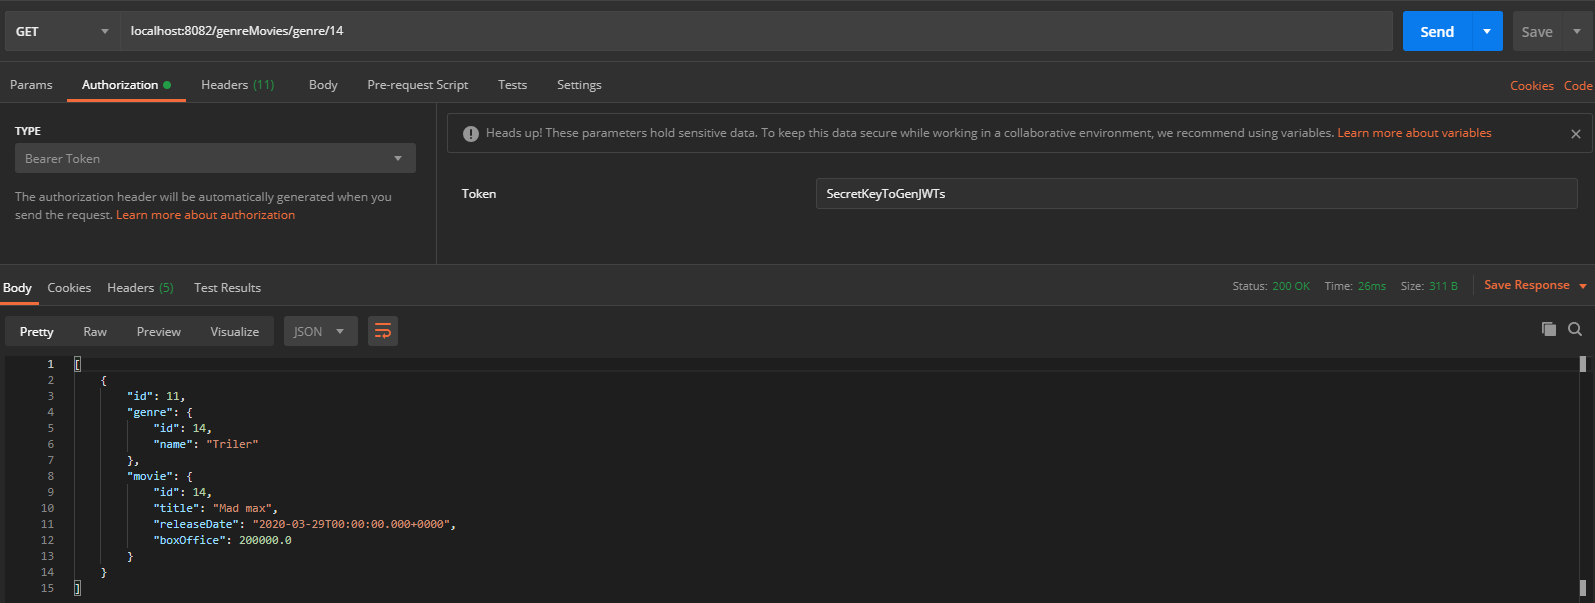 GET localhost:8082/genreMovies/genre/14 Send Save
Params Authorization Headers (11) Body Pre-request Script Tests Settings Cookies Code
TYPE
Heads up! These parameters hold sensitive data. To keep this data secure while working in a collaborative environment, we recommend using variables. Learn more about variables
Bearer Token
The authorization header will be automatically generated when you
send the request. Learn more about authorization
Token SecretKeyToGenJWTs
Body Cookies Headers (5) Test Results Status: 200 OK Time: 26ms Size: 311 B Save Response
Pretty Raw Preview Visualize JSON
1 [
2 {
3 "id": 11,
4 "genre": {
5 "id": 14,
6 "name": "Triler"
7 },
8 "movie": {
9 "id": 14,
10 "title": "Mad max",
11 "releaseDate": "2020-03-29T00:00:00.000+0000",
12 "boxOffice": 200000.0
13 }
14 }
15 ]